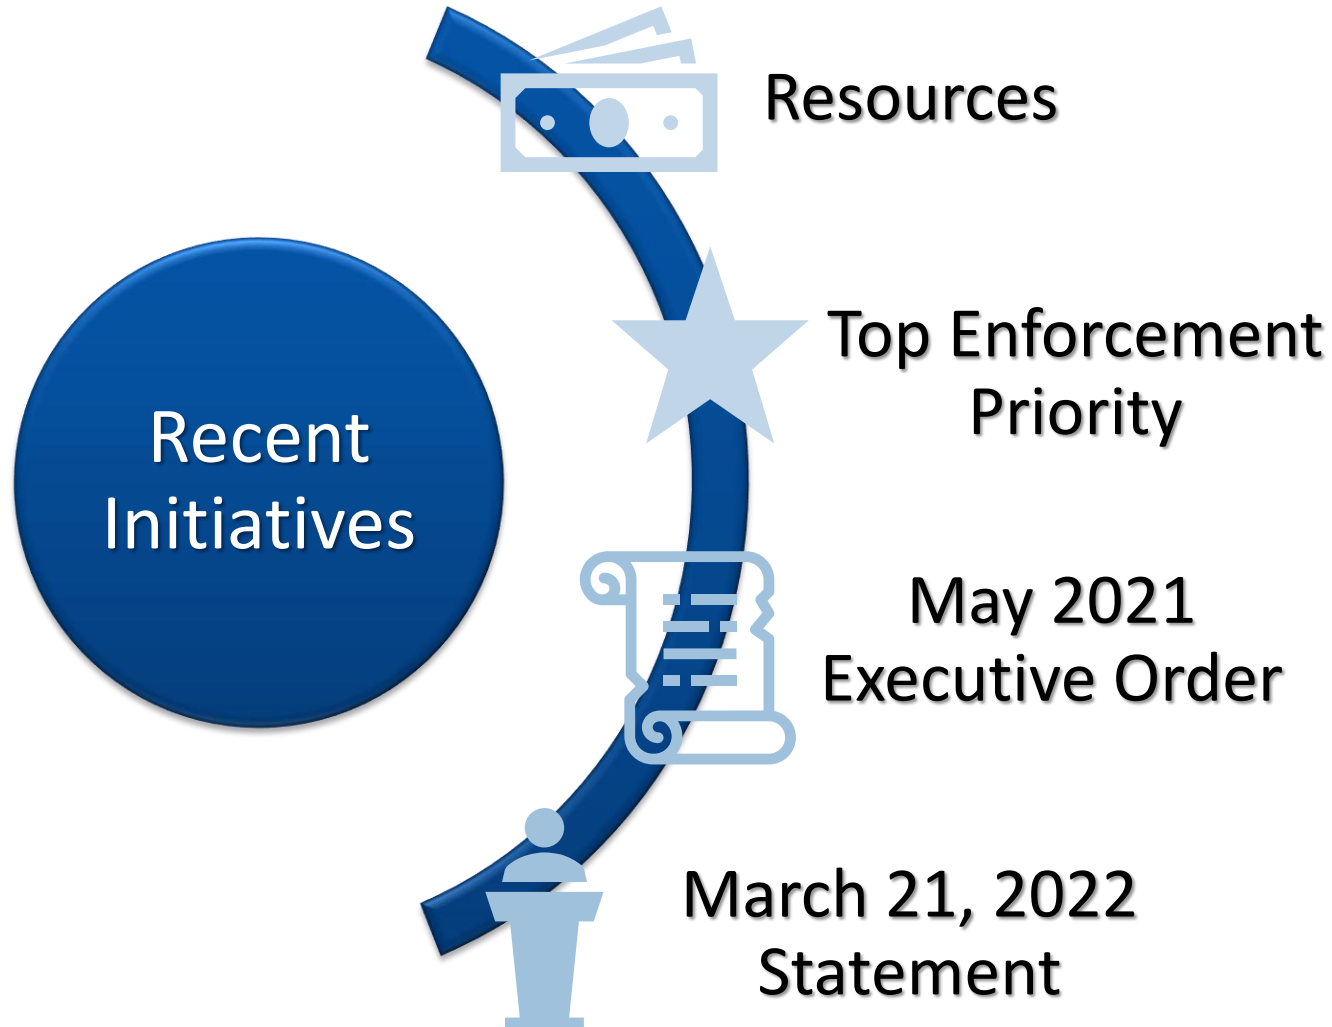 Recent
Initiatives
Resources
Top Enforcement
Priority
May 2021
Executive Order
March 21, 2022
Statement